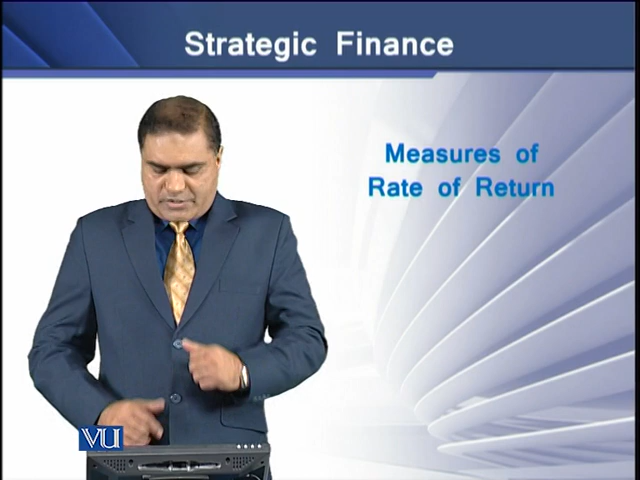 Strategic Finance
Measures of
Rate of Return
VU